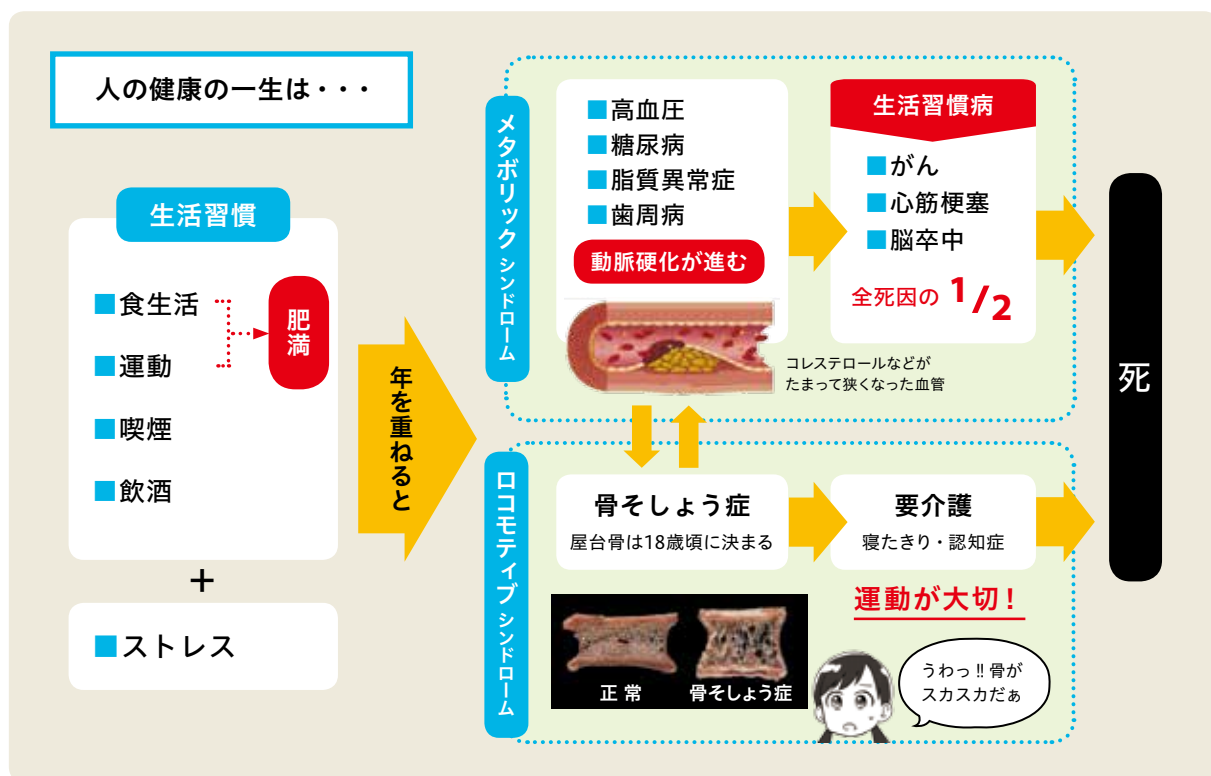 人の健康の一生は・・・
生活習慣
■食生活
■運動
■喫煙
■飲酒
肥満
+
■ストレス
年を重ねると
メタボリックシンドローム
■高血圧
■糖尿病
■脂質異常症
■歯周病
動脈硬化が進む
コレステロールなどが
たまって狭くなった血管
生活習慣病
■がん
■心筋梗塞
■脳卒中
全死因の 1/2
ロコモティブシンドローム
骨そしょう症
屋台骨は18歳頃に決まる
正常
骨そしょう症
要介護
寝たきり・認知症
運動が大切！
うわっ!!骨が
スカスカだぁ
死